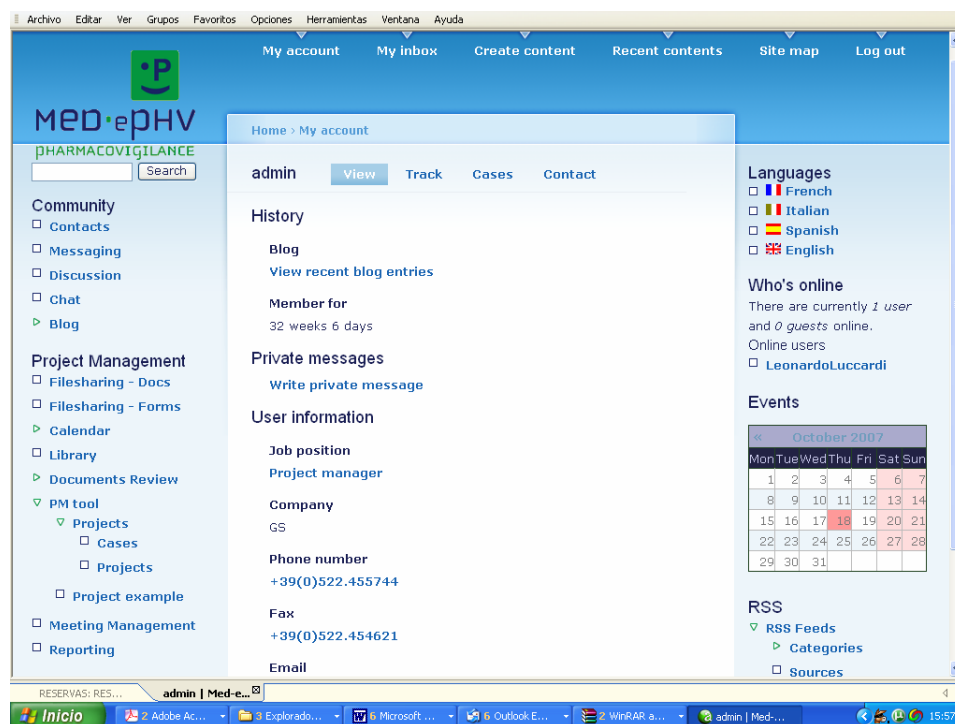 Archivo Editar Ver Grupos Favoritos Opciones Herramientas Ventana Ayuda
My account My inbox Create content Recent contents Site map Log out
P
MED·ePHV
PHARMACOVIGILANCE
Search
Community
Contacts
Messaging
Discussion
Chat
Blog
Project Management
Filesharing - Docs
Filesharing - Forms
Calendar
Library
Documents Review
PM tool
Projects
Cases
Projects
Project example
Meeting Management
Reporting
Home › My account
admin View Track Cases Contact
History
Blog
View recent blog entries
Member for
32 weeks 6 days
Private messages
Write private message
User information
Job position
Project manager
Company
GS
Phone number
+39(0)522.455744
Fax
+39(0)522.454621
Email
Languages
French
Italian
Spanish
English
Who's online
There are currently 1 user
and 0 guests online.
Online users
LeonardoLuccardi
Events
« October 2007
Mon Tue Wed Thu Fri Sat Sun
1 2 3 4 5 6 7
8 9 10 11 12 13 14
15 16 17 18 19 20 21
22 23 24 25 26 27 28
29 30 31
RSS
RSS Feeds
Categories
Sources
RESERVAS: RES... admin | Med-e...
Inicio 2 Adobe Ac... 3 Explorado... 6 Microsoft ... 6 Outlook E... 2 WinRAR a... admin | Med-... 15:57